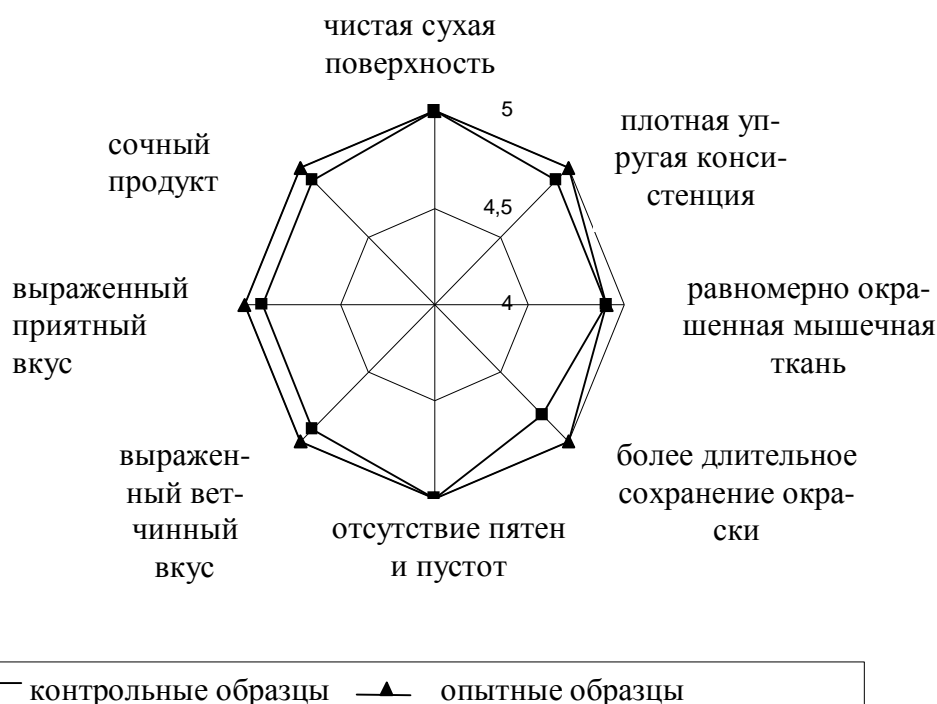 чистая сухая
поверхность
5
плотная уп-
ругая конси-
стенция
сочный
продукт
4,5
выраженный
приятный
вкус
4
равномерно окра-
шенная мышечная
ткань
выражен-
ный вет-
чинный
вкус
отсутствие пятен
и пустот
более длительное
сохранение окра-
ски
контрольные образцы
опытные образцы